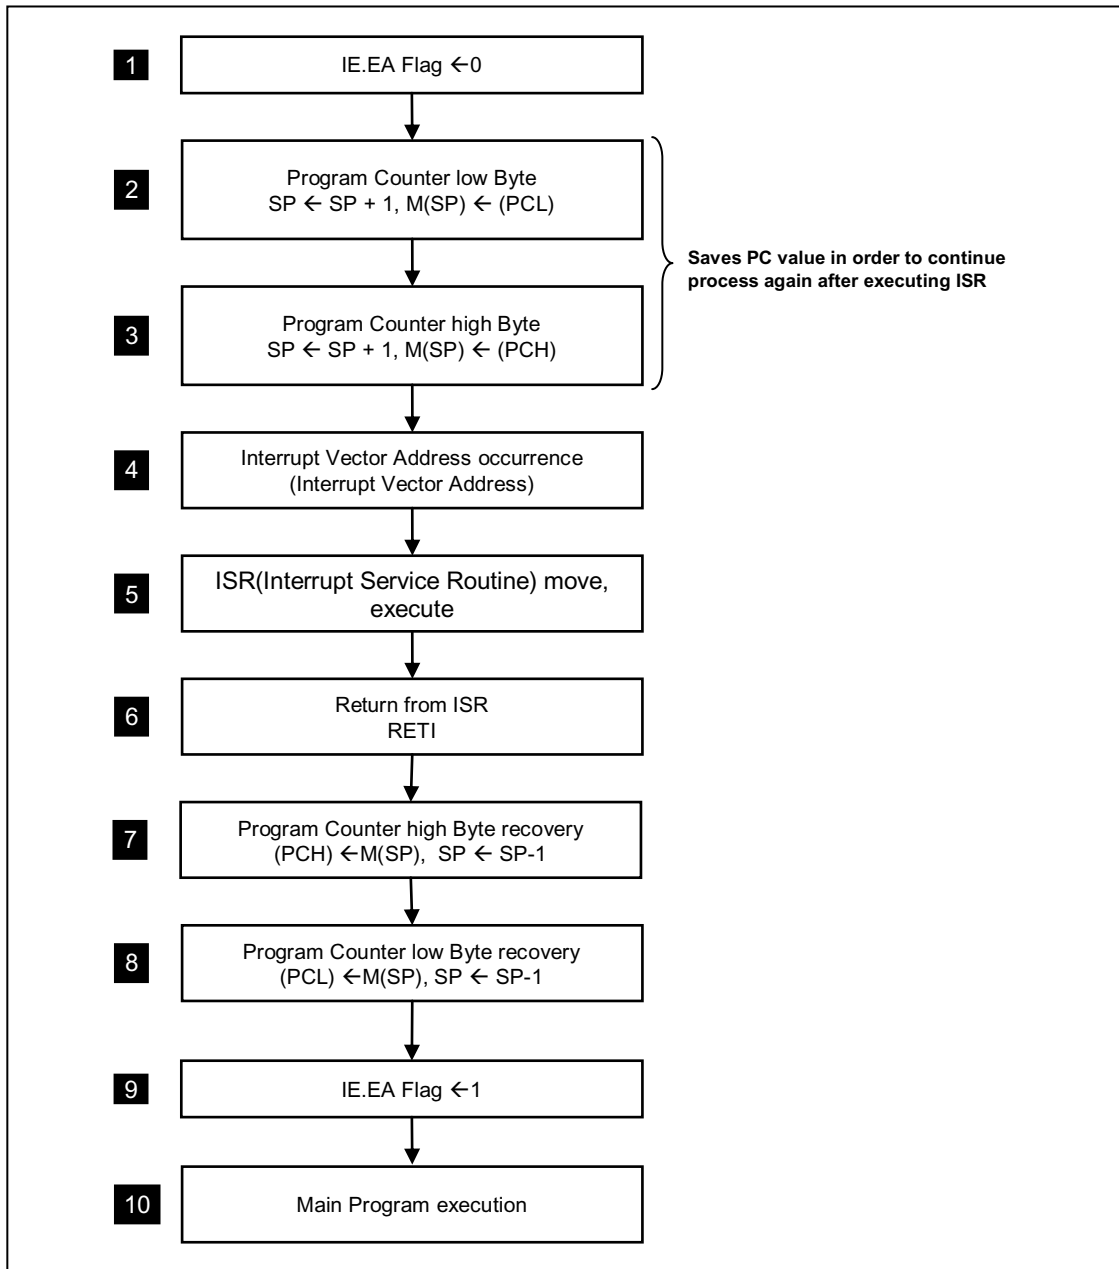 1
IE.EA Flag ←0
2
Program Counter low Byte
SP ← SP + 1, M(SP) ← (PCL)
Saves PC value in order to continue
process again after executing ISR
3
Program Counter high Byte
SP ← SP + 1, M(SP) ← (PCH)
4
Interrupt Vector Address occurrence
(Interrupt Vector Address)
5
ISR(Interrupt Service Routine) move,
execute
6
Return from ISR
RETI
7
Program Counter high Byte recovery
(PCH) ←M(SP), SP ← SP-1
8
Program Counter low Byte recovery
(PCL) ←M(SP), SP ← SP-1
9
IE.EA Flag ←1
10
Main Program execution